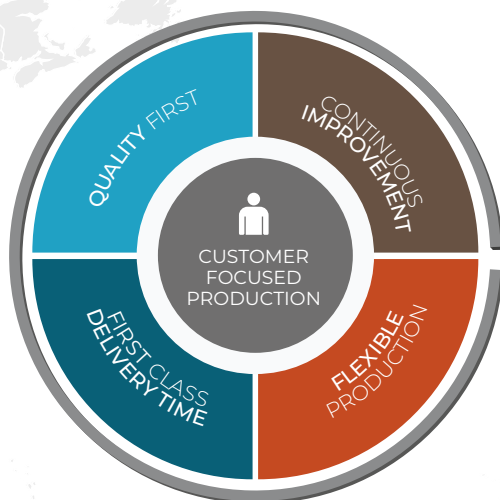 QUALITY FIRST
CONTINUOUS
IMPROVEMENT
CUSTOMER
FOCUSED
PRODUCTION
FIRST CLASS
DELIVERY TIME
FLEXIBLE
PRODUCTION